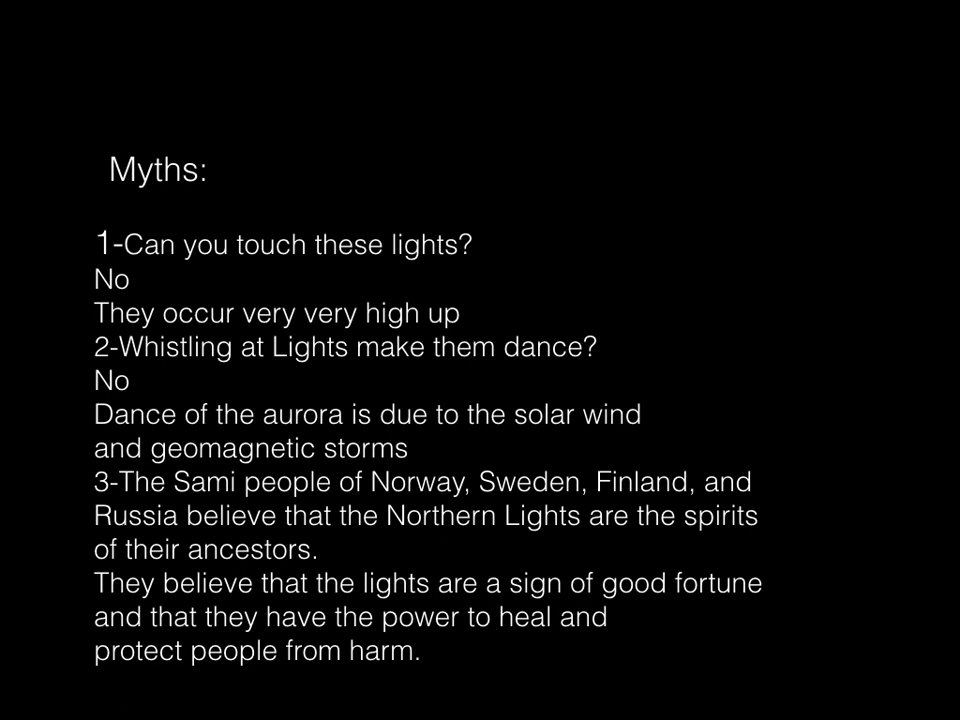 Myths:
1-Can you touch these lights?
No
They occur very very high up
2-Whistling at Lights make them dance?
No
Dance of the aurora is due to the solar wind
and geomagnetic storms
3-The Sami people of Norway, Sweden, Finland, and
Russia believe that the Northern Lights are the spirits
of their ancestors.
They believe that the lights are a sign of good fortune
and that they have the power to heal and
protect people from harm.